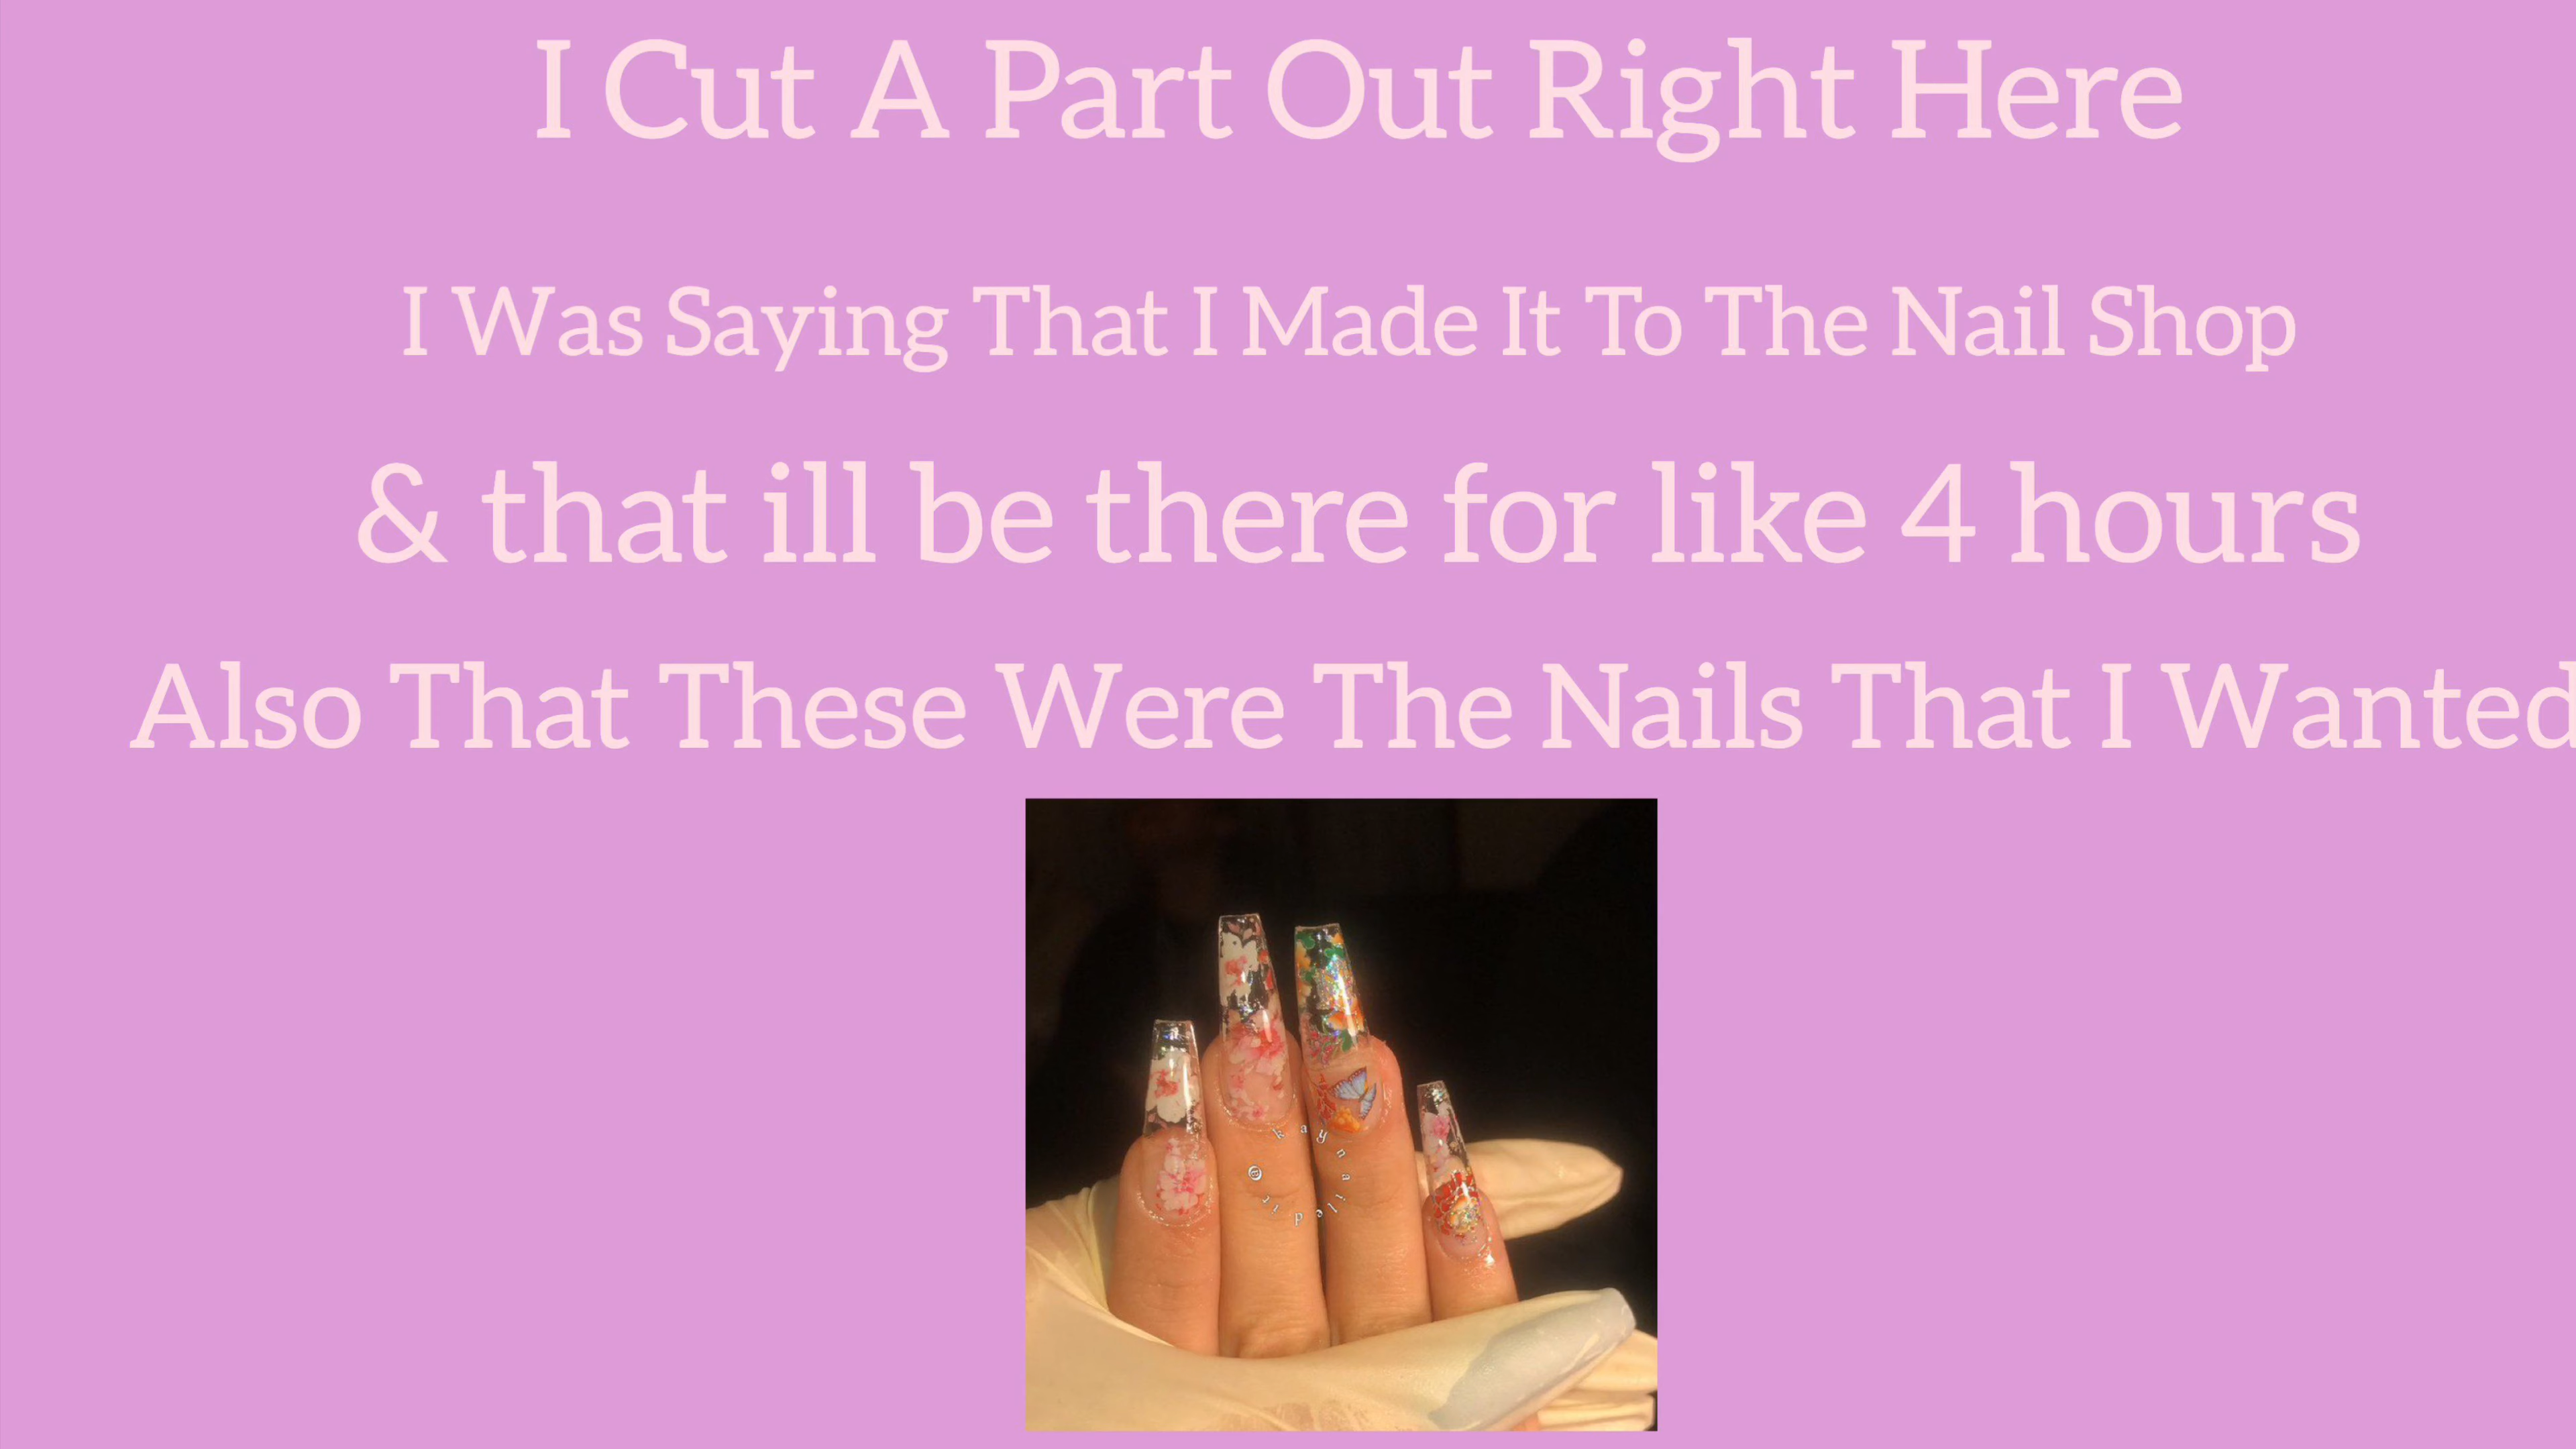 I Cut A Part Out Right Here
I Was Saying That I Made It To The Nail Shop
& that ill be there for like 4 hours
Also That These Were The Nails That I Wanted
@kaynailedir